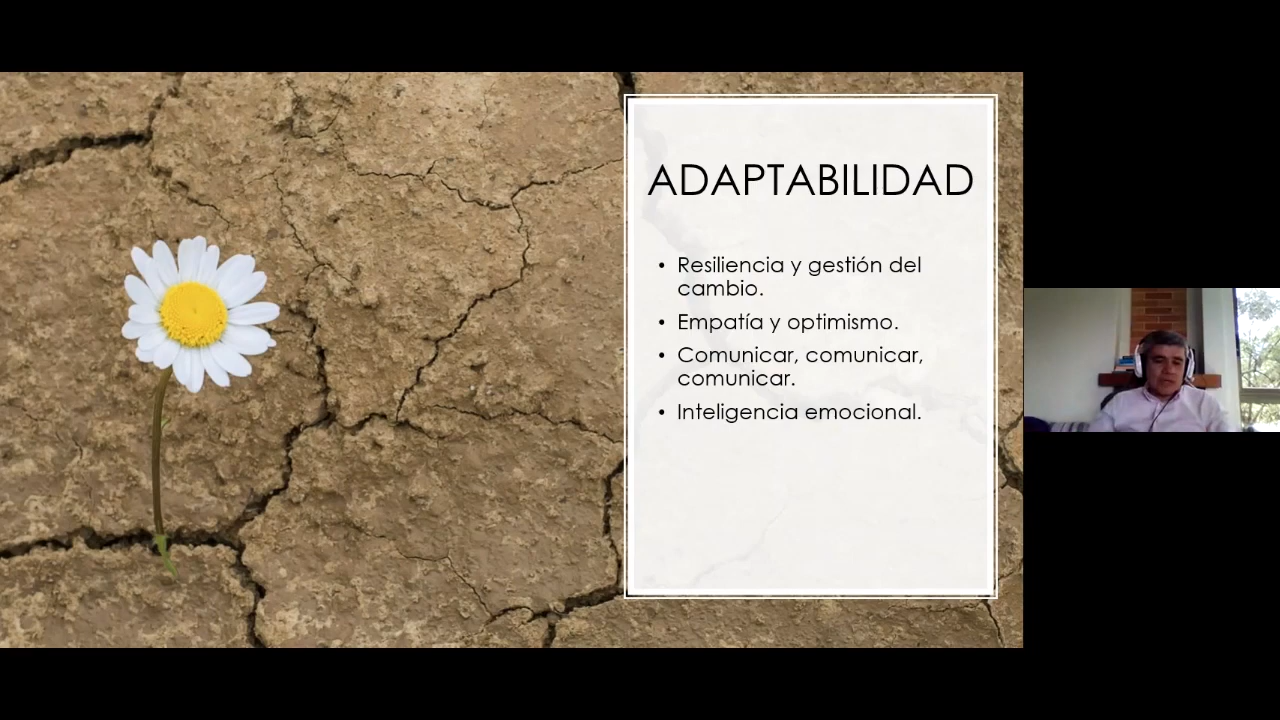 ADAPTABILIDAD
• Resiliencia y gestión del
cambio.
• Empatía y optimismo.
• Comunicar, comunicar,
comunicar.
• Inteligencia emocional.